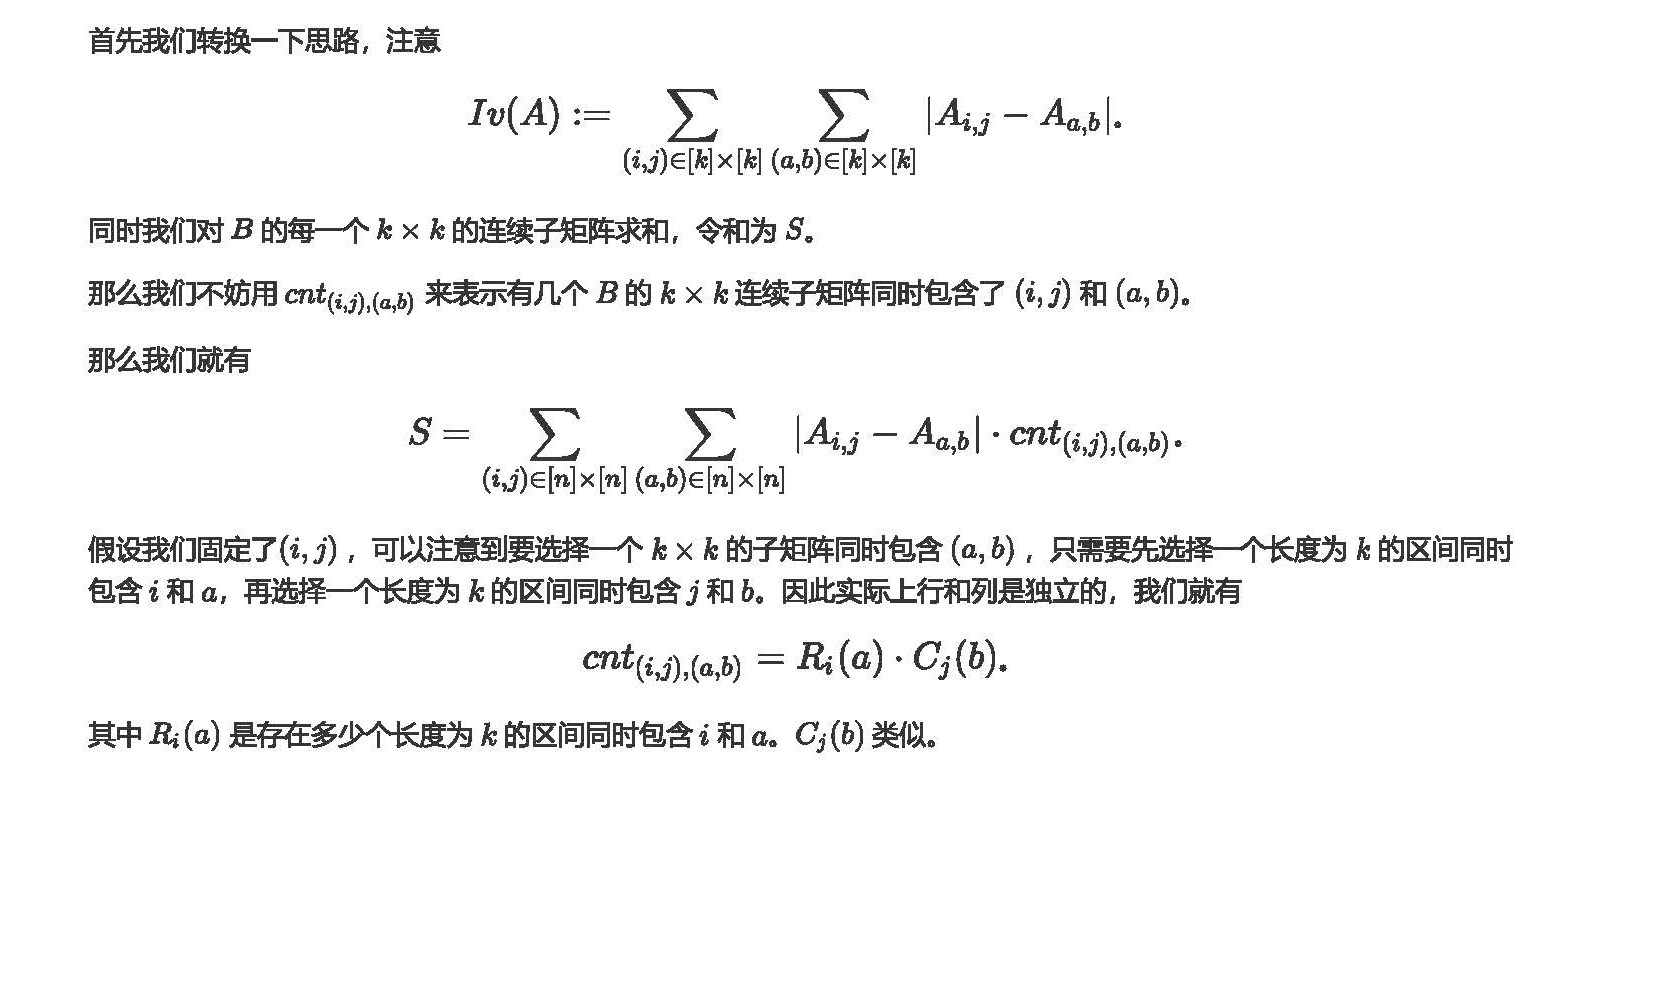 首先我们转换一下思路，注意
$$Iv(A) := \sum_{(i,j)\in[k]\times[k]} \sum_{(a,b)\in[k]\times[k]} |A_{i,j} - A_{a,b}|.$$
同时我们对 $B$ 的每一个 $k \times k$ 的连续子矩阵求和，令和为 $S$。
那么我们不妨用 $cnt_{(i,j),(a,b)}$ 来表示有几个 $B$ 的 $k \times k$ 连续子矩阵同时包含了 $(i,j)$ 和 $(a,b)$。
那么我们就有
$$S = \sum_{(i,j)\in[n]\times[n]} \sum_{(a,b)\in[n]\times[n]} |A_{i,j} - A_{a,b}| \cdot cnt_{(i,j),(a,b)}.$$
假设我们固定了$(i,j)$ ，可以注意到要选择一个 $k \times k$ 的子矩阵同时包含 $(a,b)$ ，只需要先选择一个长度为 $k$ 的区间同时
包含 $i$ 和 $a$，再选择一个长度为 $k$ 的区间同时包含 $j$ 和 $b$。因此实际上行和列是独立的，我们就有
$$cnt_{(i,j),(a,b)} = R_i(a) \cdot C_j(b).$$
其中 $R_i(a)$ 是存在多少个长度为 $k$ 的区间同时包含 $i$ 和 $a$。$C_j(b)$ 类似。